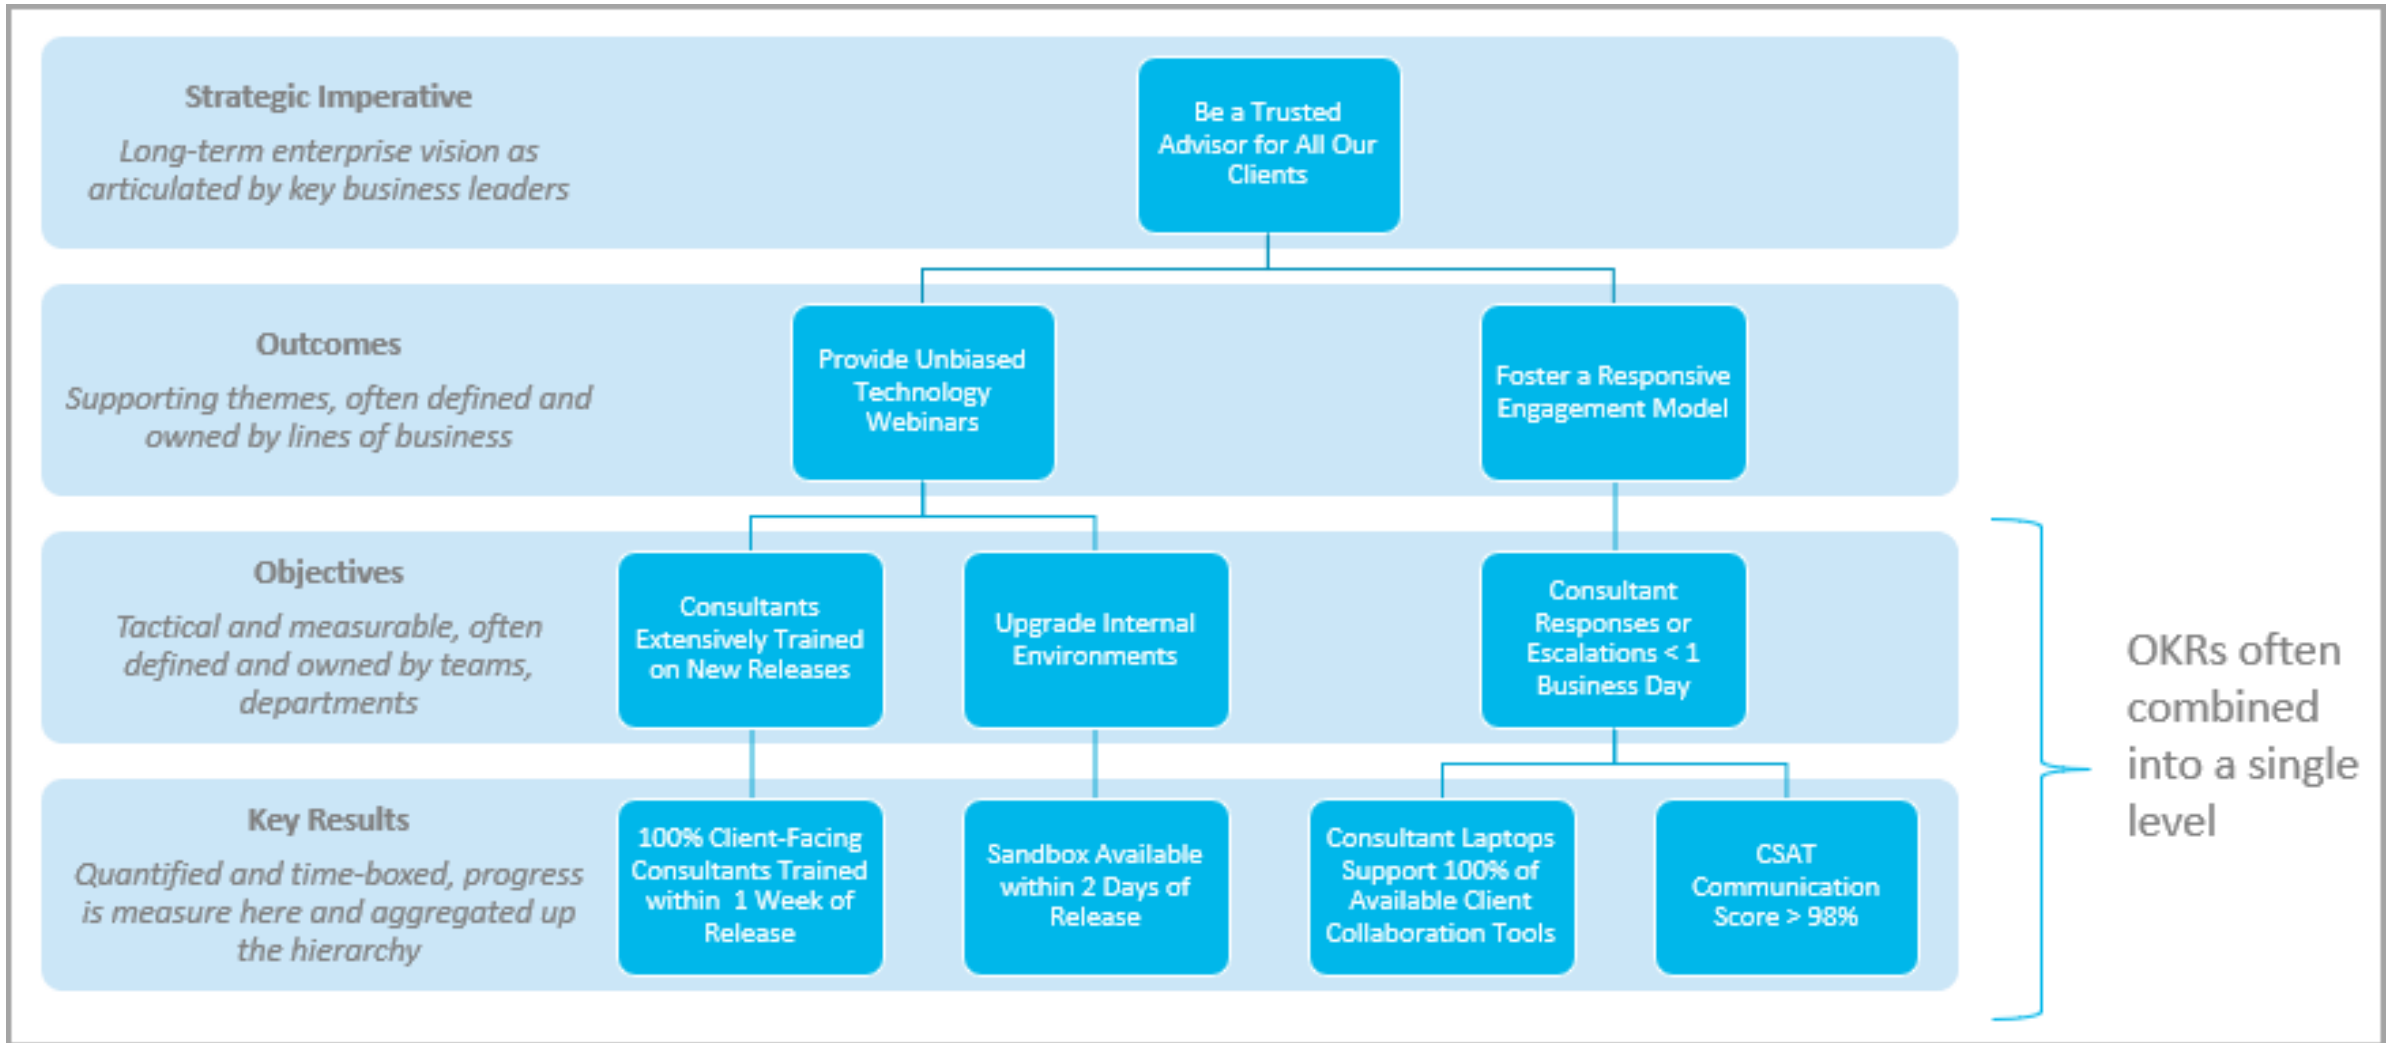 Strategic Imperative
Long-term enterprise vision as
articulated by key business leaders
Be a Trusted
Advisor for All Our
Clients
Outcomes
Supporting themes, often defined and
owned by lines of business
Provide Unbiased
Technology
Webinars
Foster a Responsive
Engagement Model
Objectives
Tactical and measurable, often
defined and owned by teams,
departments
Consultants
Extensively Trained
on New Releases
Upgrade Internal
Environments
Consultant
Responses or
Escalations < 1
Business Day
Key Results
Quantified and time-boxed, progress
is measure here and aggregated up
the hierarchy
100% Client-Facing
Consultants Trained
within 1 Week of
Release
Sandbox Available
within 2 Days of
Release
Consultant Laptops
Support 100% of
Available Client
Collaboration Tools
CSAT
Communication
Score > 98%
OKRs often
combined
into a single
level